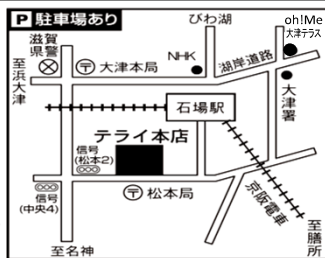 P 駐車場あり
びわ湖
oh!Me
大津テラス
滋賀
県警
〒大津本局
NHK
湖岸道路
至浜大津
大津署
石場駅
テライ本店
信号
(松本2)
信号
(中央4)
〒松本局
京阪電車
至名神
至膳所